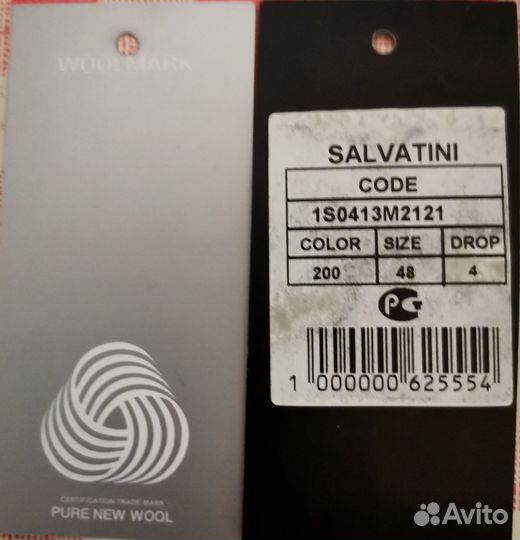 WOOLMARK
CERTIFICATION TRADE MARK
PURE NEW WOOL
SALVATINI
CODE
1S0413M2121
COLOR SIZE DROP
200 48 4
РСТ
1 000000 625554
Avito